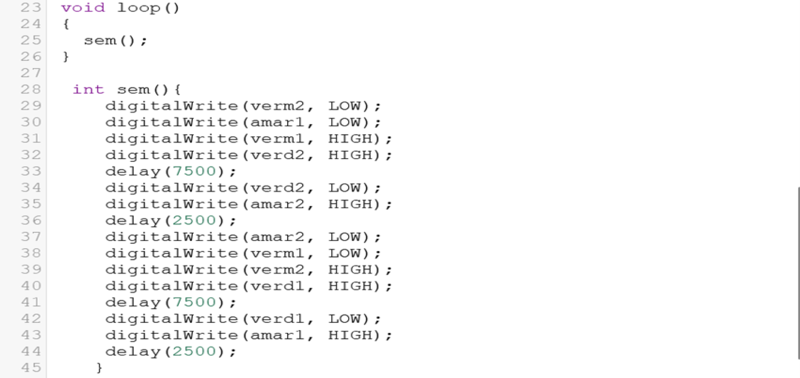 23 void loop()
24 {
25   sem();
26 }
27
28  int sem(){
29     digitalWrite(verm2, LOW);
30     digitalWrite(amar1, LOW);
31     digitalWrite(verm1, HIGH);
32     digitalWrite(verd2, HIGH);
33     delay(7500);
34     digitalWrite(verd2, LOW);
35     digitalWrite(amar2, HIGH);
36     delay(2500);
37     digitalWrite(amar2, LOW);
38     digitalWrite(verm1, LOW);
39     digitalWrite(verm2, HIGH);
40     digitalWrite(verd1, HIGH);
41     delay(7500);
42     digitalWrite(verd1, LOW);
43     digitalWrite(amar1, HIGH);
44     delay(2500);
45    }